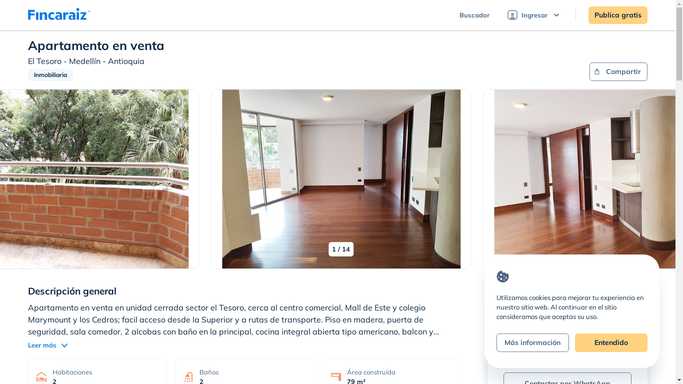 Fincaraiz
Buscador
Ingresar
Publica gratis
Apartamento en venta
El Tesoro - Medellín - Antioquia
Inmobiliaria
Compartir
1 / 14
Descripción general
Apartamento en venta en unidad cerrada sector el Tesoro, cerca al centro comercial, Mall de Este y colegio
Marymount y los Cedros; facil acceso desde la Superior y a rutas de transporte. Piso en madera, puerta de
seguridad, sala comedor, 2 alcobas con baño en la principal, cocina integral abierta tipo americano, balcon y...
Leer más
Habitaciones
2
Baños
2
Área construida
79 m²
Utilizamos cookies para mejorar tu experiencia en
nuestro sitio web. Al continuar en el sitio
consideramos que aceptas su uso.
Más información
Entendido
Contactar por WhatsApp